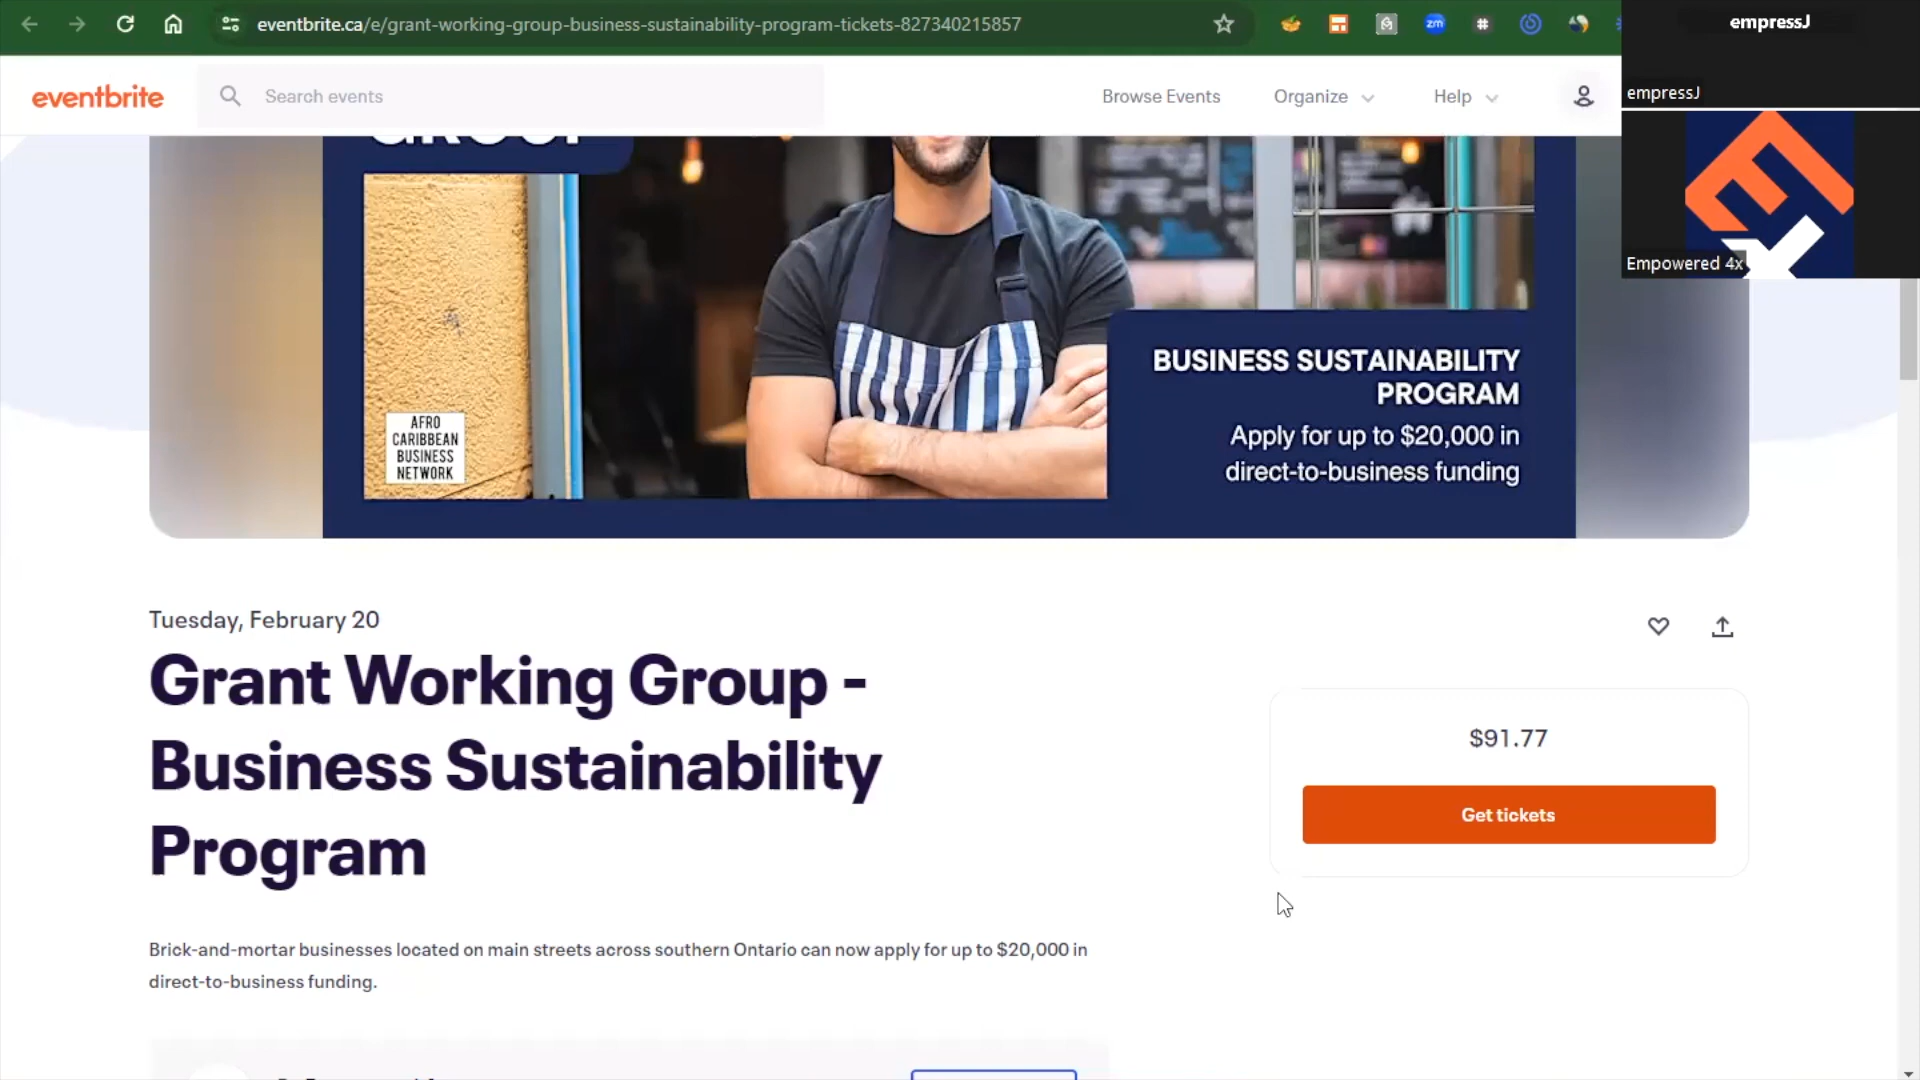 eventbrite.ca/e/grant-working-group-business-sustainability-program-tickets-827340215857
zm
empressJ
empressJ
Empowered 4x
eventbrite
Search events
Browse Events
Organize
Help
GROUP
AFRO
CARIBBEAN
BUSINESS
NETWORK
BUSINESS SUSTAINABILITY
PROGRAM
Apply for up to $20,000 in
direct-to-business funding
Tuesday, February 20
Grant Working Group -
Business Sustainability
Program
$91.77
Get tickets
Brick-and-mortar businesses located on main streets across southern Ontario can now apply for up to $20,000 in
direct-to-business funding.